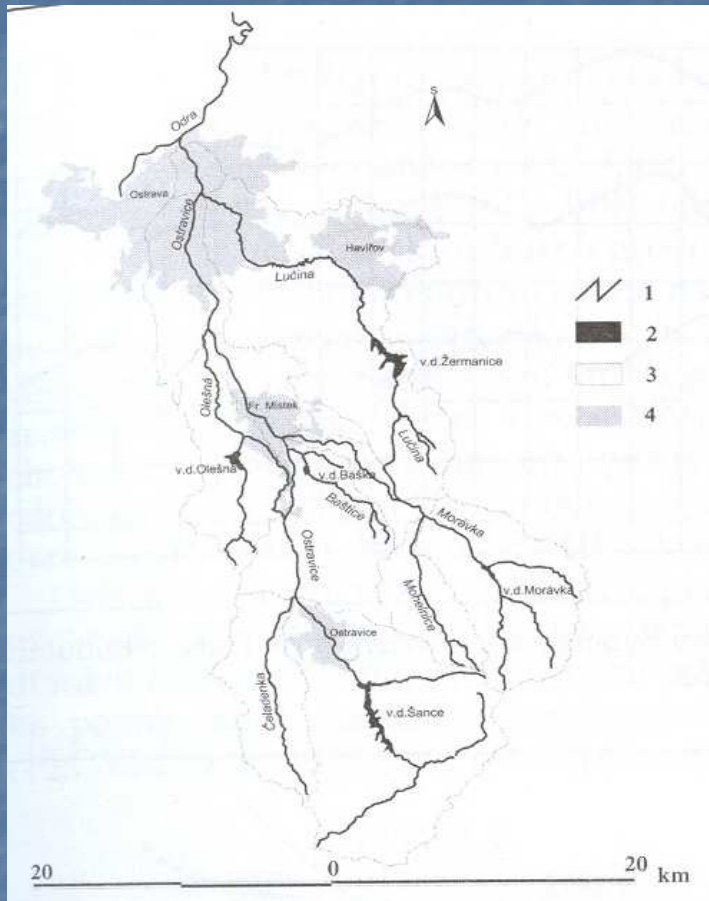 S
Odra
Ostrava
Ostravice
Havířov
Lučina
1
2
v.d.Žermanice
3
Olešná
Fr. Místek
4
Lučina
v.d.Olešná
v.d.Baška
Baštice
Morávka
Ostravice
Mohelnice
v.d.Morávka
Ostravice
Čeladenka
v.d.Šance
20 0 20 km